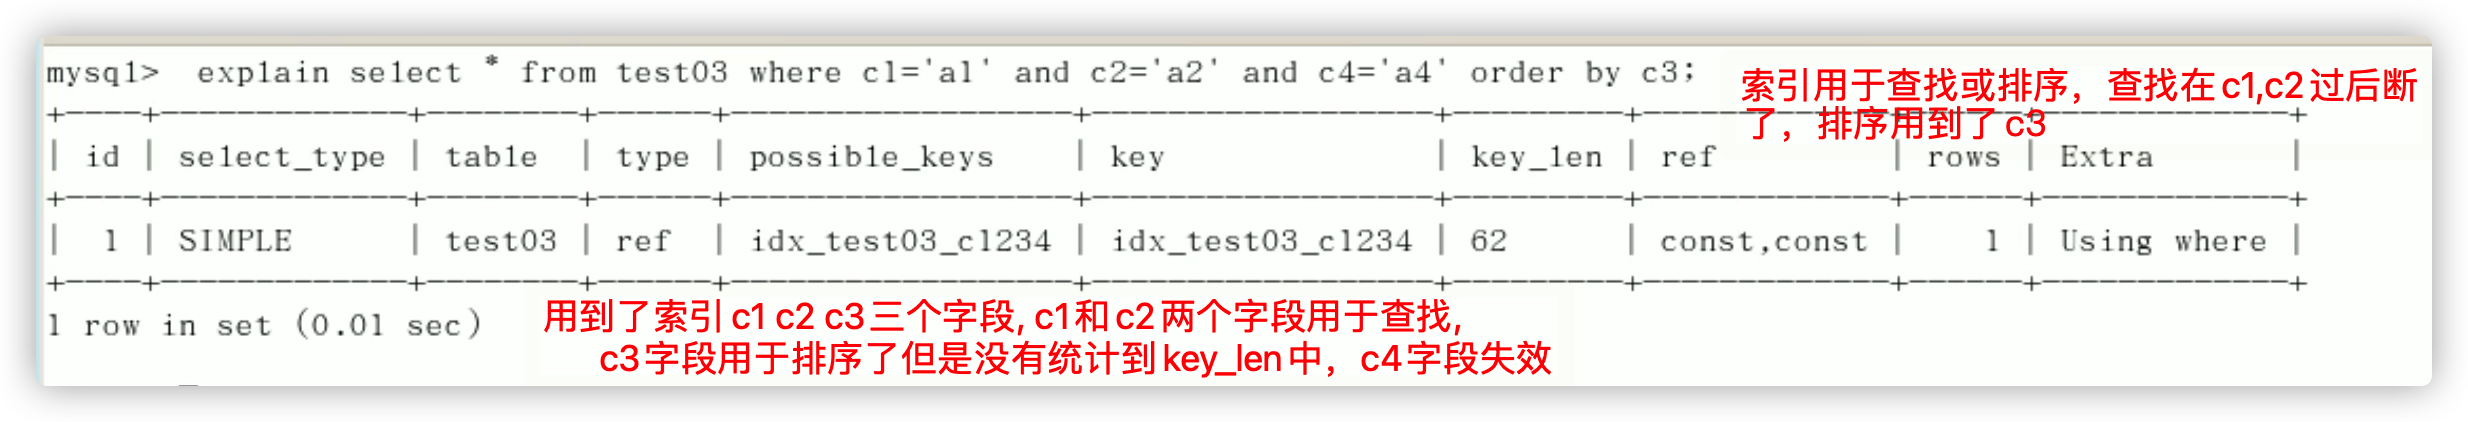 mysql>  explain select * from test03 where c1='a1' and c2='a2' and c4='a4' order by c3;
索引用于查找或排序，查找在c1,c2过后断
了，排序用到了c3
+----+-------------+--------+------+-----------------+-----------------+---------+-------------+------+-------------+
| id | select_type | table  | type | possible_keys   | key             | key_len | ref         | rows | Extra       |
+----+-------------+--------+------+-----------------+-----------------+---------+-------------+------+-------------+
|  1 | SIMPLE      | test03 | ref  | idx_test03_c1234 | idx_test03_c1234 | 62      | const,const |    1 | Using where |
+----+-------------+--------+------+-----------------+-----------------+---------+-------------+------+-------------+
1 row in set (0.01 sec)
用到了索引c1 c2 c3三个字段, c1和c2两个字段用于查找,
c3字段用于排序了但是没有统计到key_len中，c4字段失效